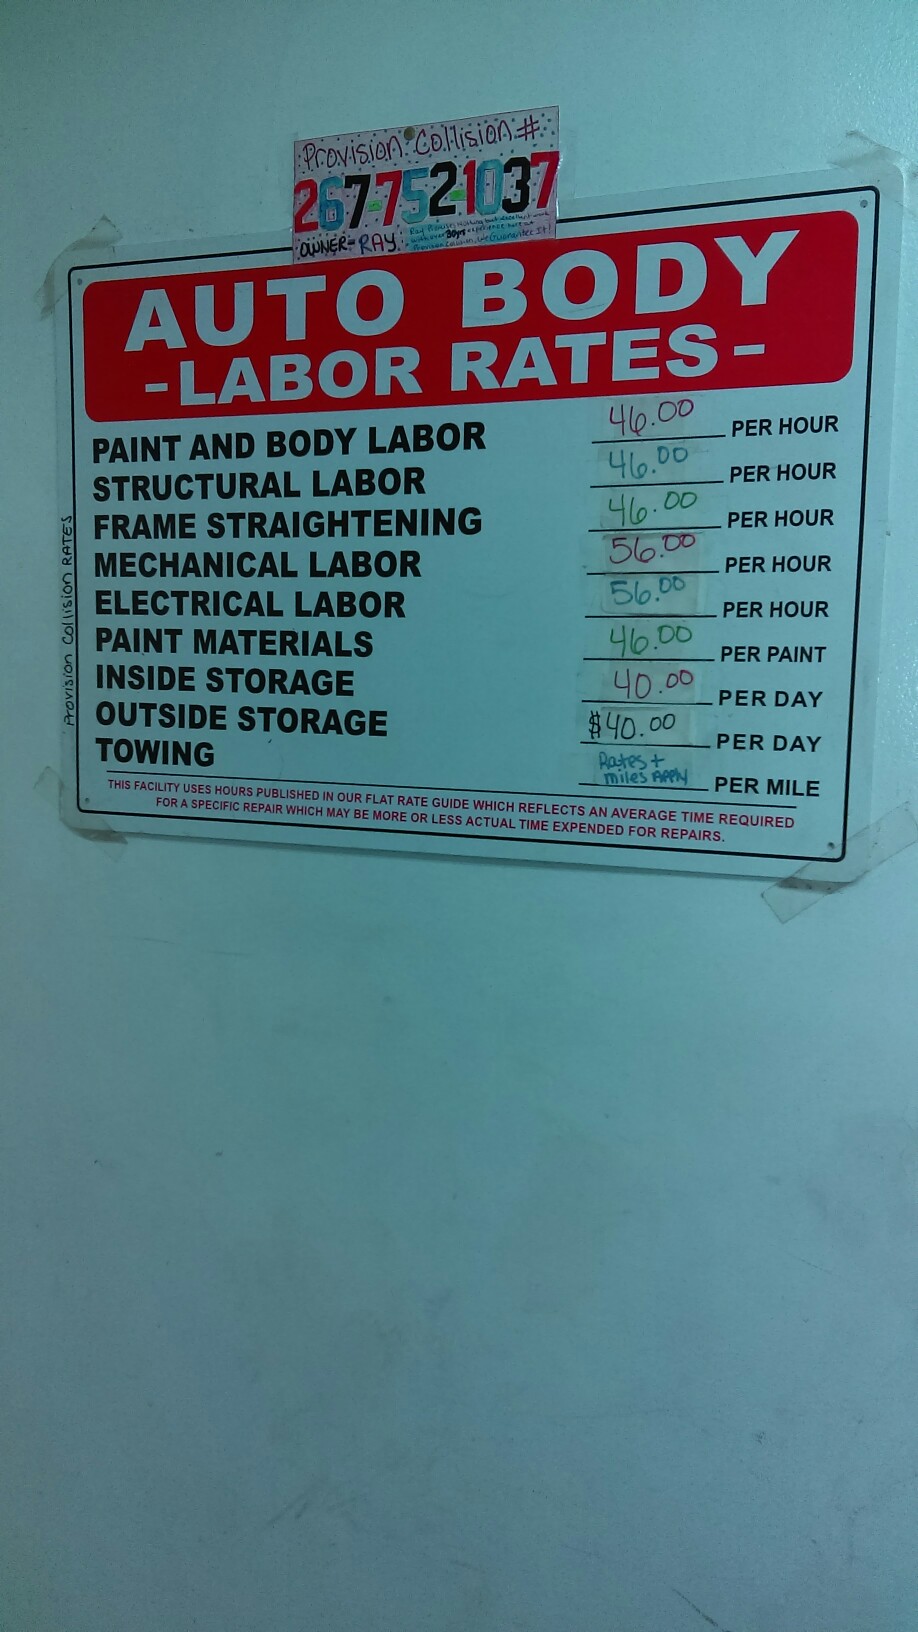 Provision Collision #
267-752-1037
OWNER-RAY
AUTO BODY
-LABOR RATES-
PAINT AND BODY LABOR 46.00 PER HOUR
STRUCTURAL LABOR 46.00 PER HOUR
FRAME STRAIGHTENING 46.00 PER HOUR
MECHANICAL LABOR 56.00 PER HOUR
ELECTRICAL LABOR 56.00 PER HOUR
PAINT MATERIALS 46.00 PER PAINT
INSIDE STORAGE 40.00 PER DAY
OUTSIDE STORAGE $40.00 PER DAY
TOWING Rates + miles APPLY PER MILE
THIS FACILITY USES HOURS PUBLISHED IN OUR FLAT RATE GUIDE WHICH REFLECTS AN AVERAGE TIME REQUIRED
FOR A SPECIFIC REPAIR WHICH MAY BE MORE OR LESS ACTUAL TIME EXPENDED FOR REPAIRS.
Provision Collision RATES